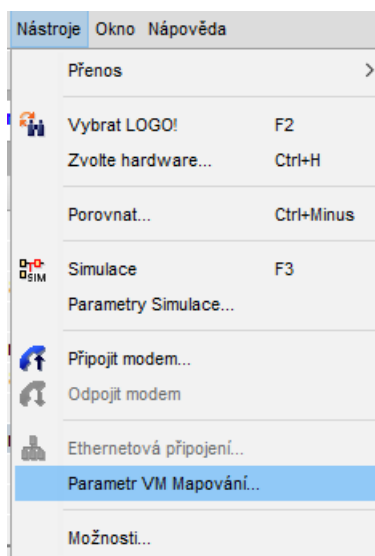 Nástroje Okno Nápověda
Přenos
Vybrat LOGO! F2
Zvolte hardware... Ctrl+H
Porovnat... Ctrl+Minus
SIM
Simulace F3
Parametry Simulace...
Připojit modem...
Odpojit modem
Ethernetová připojení...
Parametr VM Mapování...
Možnosti...